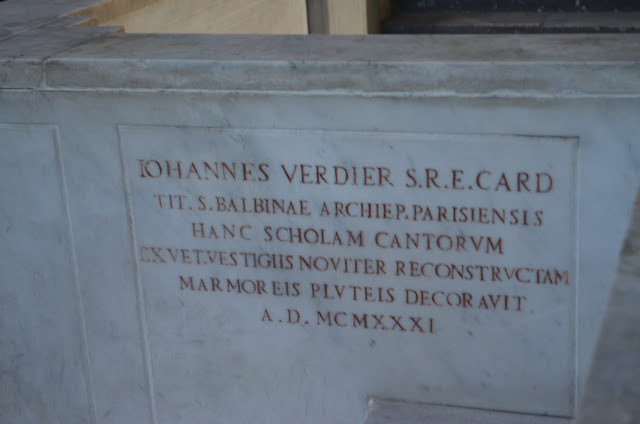 IOHANNES VERDIER S.R.E.CARD
TIT. S.BALBINAE ARCHIEP.PARISIENSIS
HANC SCHOLAM CANTORVM
EX VET.VESTIGIIS NOVITER RECONSTRVCTAM
MARMOREIS PLVTEIS DECORAVIT
A.D. MCMXXXI